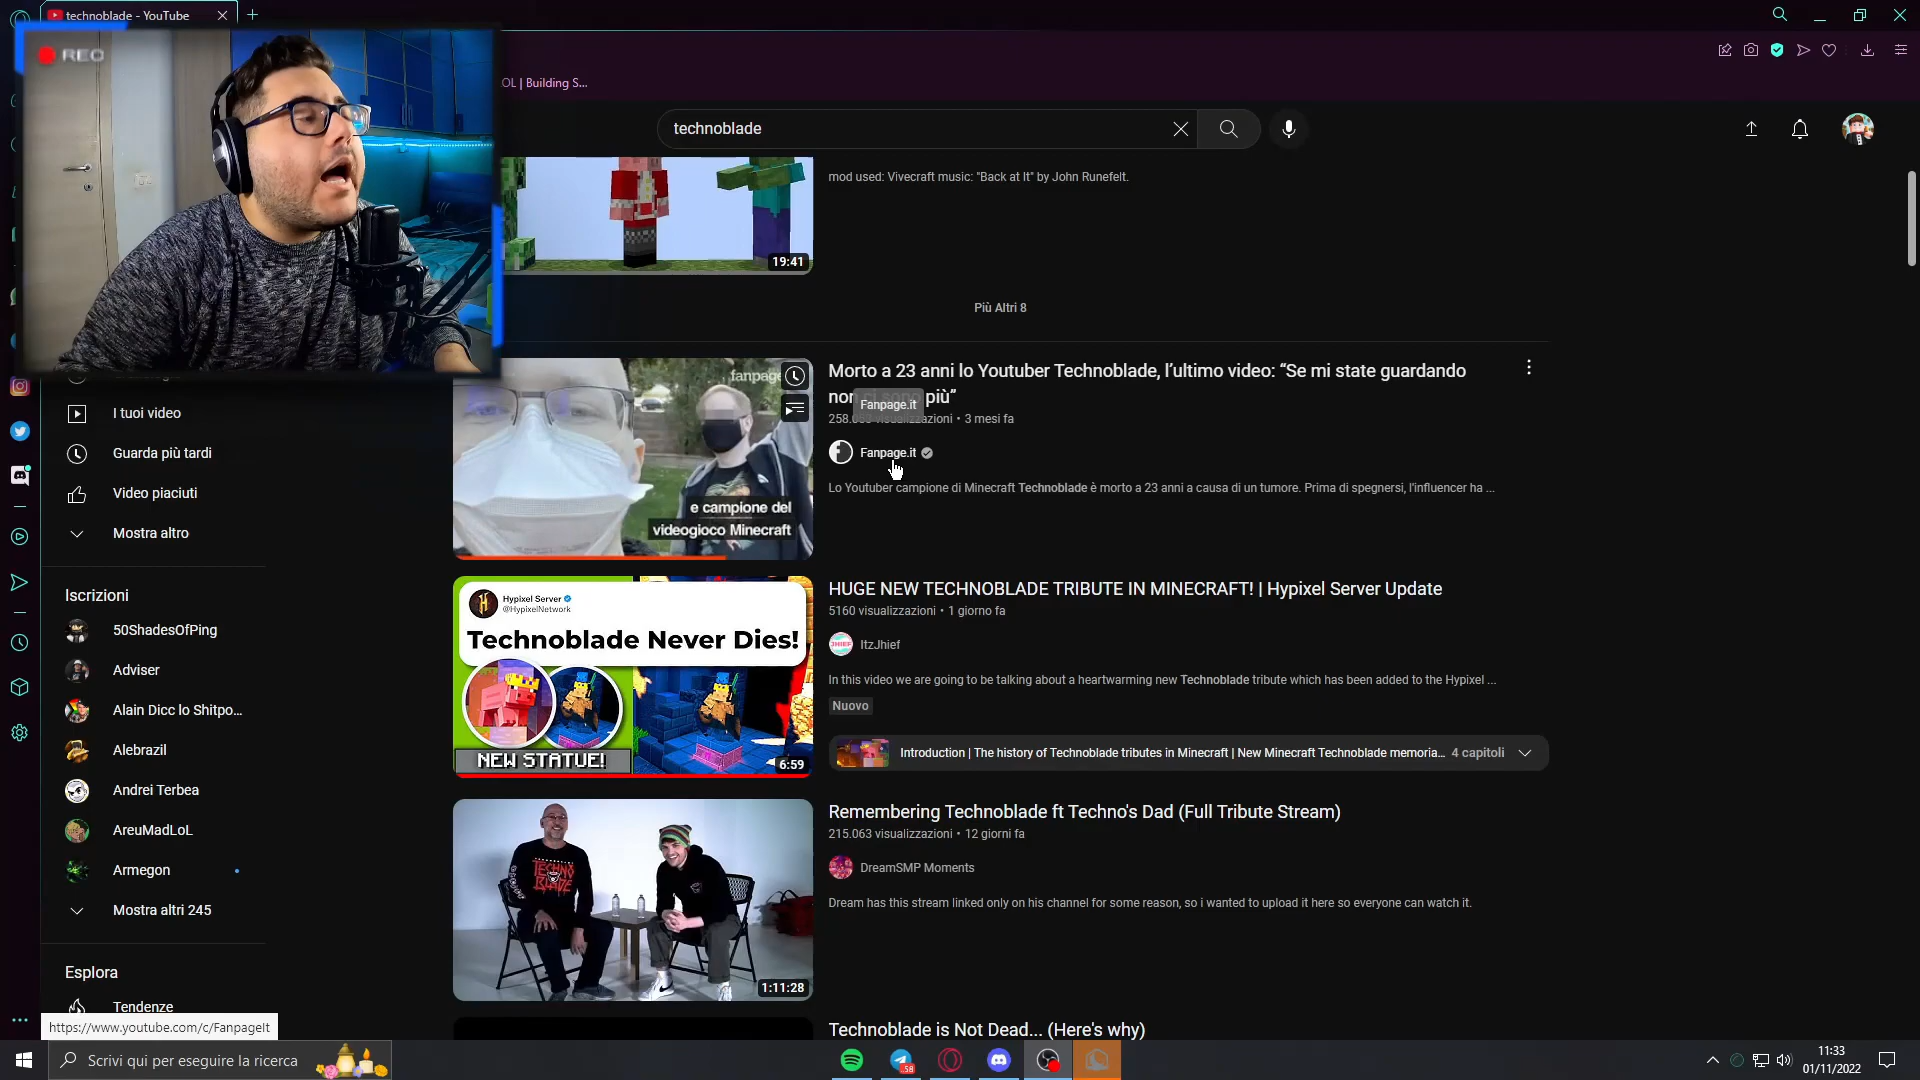 technoblade - YouTube
REC
OL | Building S...
technoblade
mod used: Vivecraft music: "Back at It" by John Runefelt.
19:41
Più Altri 8
fanpage
e campione del
videogioco Minecraft
Morto a 23 anni lo Youtuber Technoblade, l'ultimo video: “Se mi state guardando
non ci sono più”
Fanpage.it
visualizzazioni • 3 mesi fa
Fanpage.it
Lo Youtuber campione di Minecraft Technoblade è morto a 23 anni a causa di un tumore. Prima di spegnersi, l'influencer ha ...
I tuoi video
Guarda più tardi
Video piaciuti
Mostra altro
Iscrizioni
50ShadesOfPing
Adviser
Alain Dicc lo Shitpo...
Alebrazil
Andrei Terbea
AreuMadLoL
Armegon
Mostra altri 245
Esplora
Tendenze
https://www.youtube.com/c/FanpageIt
Hypixel Server
@HypixelNetwork
Technoblade Never Dies!
NEW STATUE!
6:59
HUGE NEW TECHNOBLADE TRIBUTE IN MINECRAFT! | Hypixel Server Update
5160 visualizzazioni • 1 giorno fa
JHIEF
ItzJhief
In this video we are going to be talking about a heartwarming new Technoblade tribute which has been added to the Hypixel ...
Nuovo
Introduction | The history of Technoblade tributes in Minecraft | New Minecraft Technoblade memoria... 4 capitoli
TECHNO
BLADE
1:11:28
Remembering Technoblade ft Techno's Dad (Full Tribute Stream)
215.063 visualizzazioni • 12 giorni fa
DreamSMP Moments
Dream has this stream linked only on his channel for some reason, so i wanted to upload it here so everyone can watch it.
Technoblade is Not Dead... (Here's why)
Scrivi qui per eseguire la ricerca
58
11:33
01/11/2022